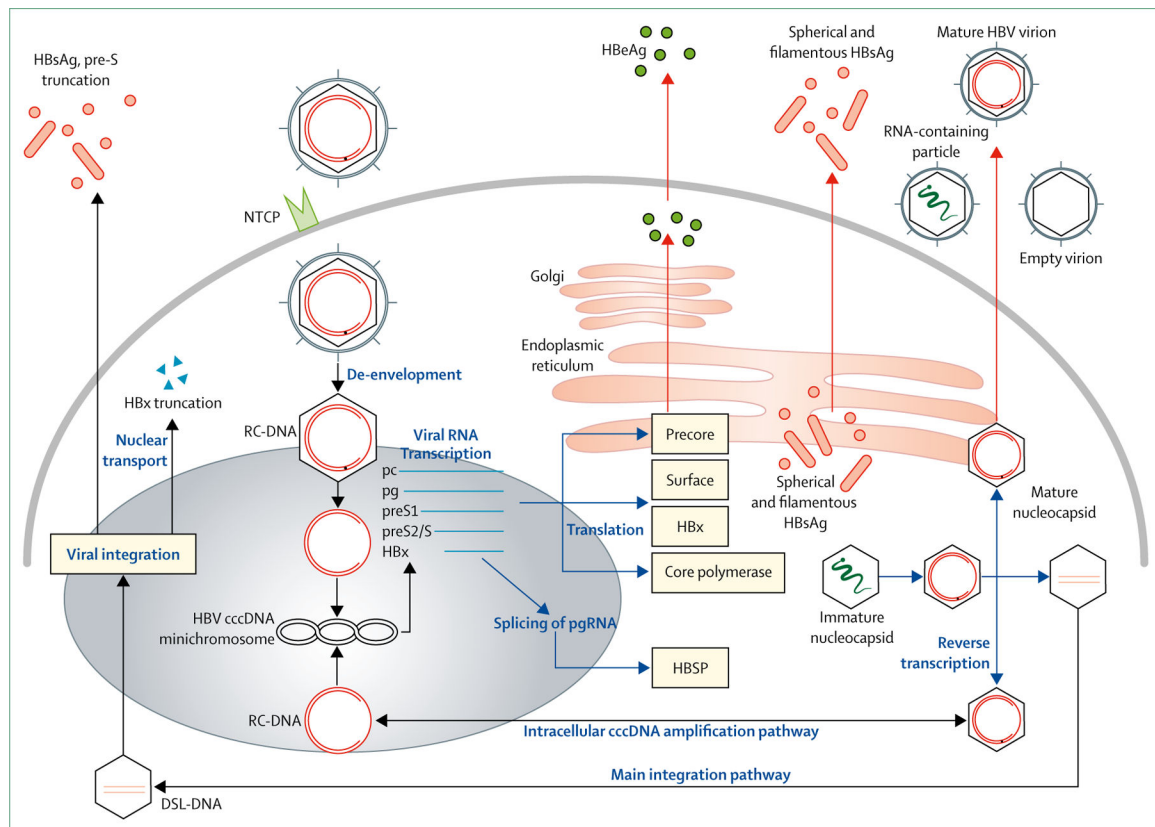 HBsAg, pre-S
truncation
HBeAg
Spherical and
filamentous HBsAg
Mature HBV virion
RNA-containing
particle
Empty virion
NTCP
Golgi
Endoplasmic
reticulum
De-envelopment
HBx truncation
Nuclear
transport
RC-DNA
Viral RNA
Transcription
pc
pg
preS1
preS2/S
HBx
Translation
Precore
Surface
HBx
Core polymerase
Spherical
and filamentous
HBsAg
Mature
nucleocapsid
Viral integration
HBV cccDNA
minichromosome
Splicing of pgRNA
HBSP
Immature
nucleocapsid
Reverse
transcription
RC-DNA
Intracellular cccDNA amplification pathway
Main integration pathway
DSL-DNA